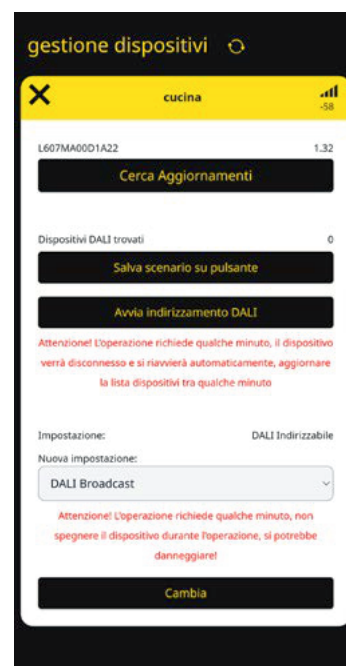 gestione dispositivi
cucina
-58
L607MA00D1A22 1.32
Cerca Aggiornamenti
Dispositivi DALI trovati 0
Salva scenario su pulsante
Avvia indirizzamento DALI
Attenzione! L'operazione richiede qualche minuto, il dispositivo
verrà disconnesso e si riavvierà automaticamente, aggiornare
la lista dispositivi tra qualche minuto
Impostazione: DALI Indirizzabile
Nuova impostazione:
DALI Broadcast
Attenzione! L'operazione richiede qualche minuto, non
spegnere il dispositivo durante l'operazione, si potrebbe
danneggiare!
Cambia